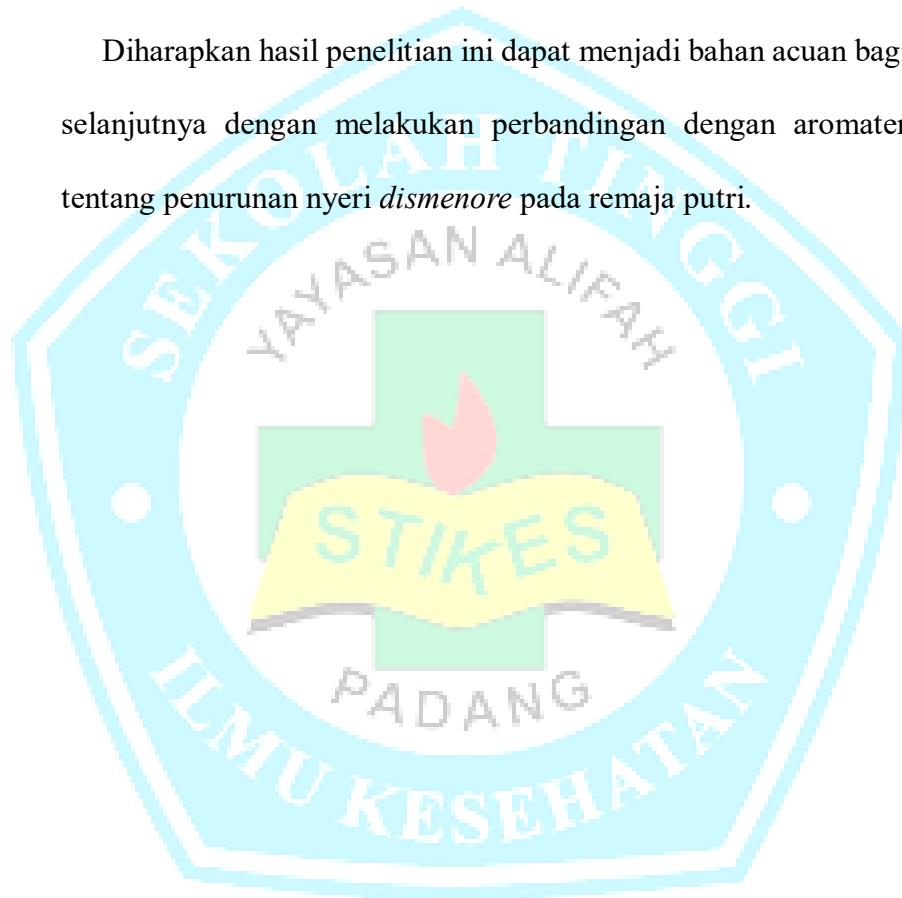 Diharapkan hasil penelitian ini dapat menjadi bahan acuan bag
selanjutnya dengan melakukan perbandingan dengan aromater
tentang penurunan nyeri dismenore pada remaja putri.
SEKOLAH TINGGI
YAYASAN ALIFAH
STIKES
PADANG
ILMU KESEHATAN